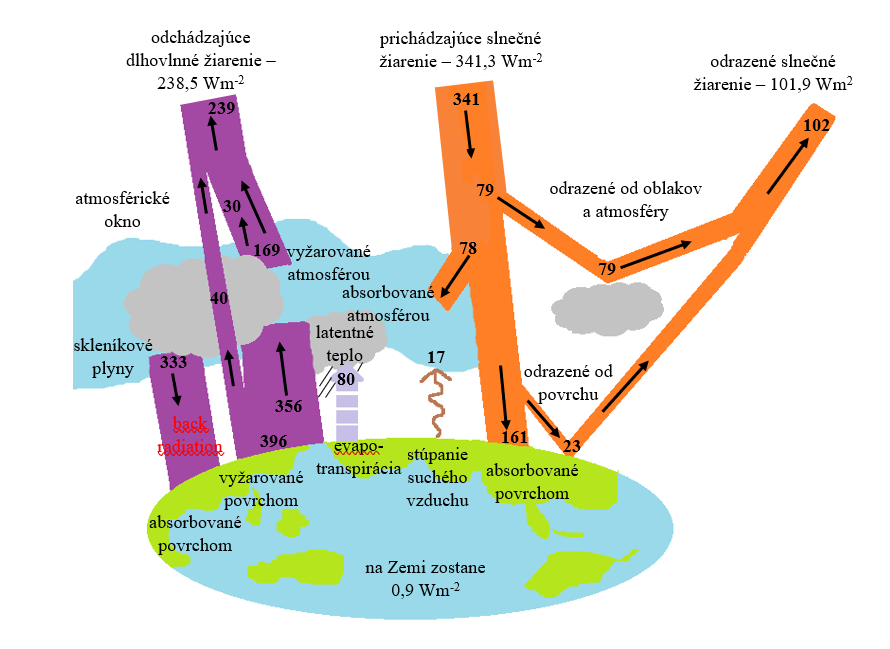 odchádzajúce
dlhovlnné žiarenie –
238,5 Wm-2
prichádzajúce slnečné
žiarenie – 341,3 Wm-2
odrazené slnečné
žiarenie – 101,9 Wm2
239
341
102
79
odrazené od oblakov
a atmosféry
atmosférické
okno
30
169
vyžarované
atmosférou
78
79
absorbované
atmosférou
40
skleníkové
plyny
333
latentné
teplo
80
17
odrazené od
povrchu
356
back
radiation
396
161
23
evapo-
transpirácia
stúpanie
suchého
vzduchu
absorbované
povrchom
vyžarované
povrchom
absorbované
povrchom
na Zemi zostane
0,9 Wm-2